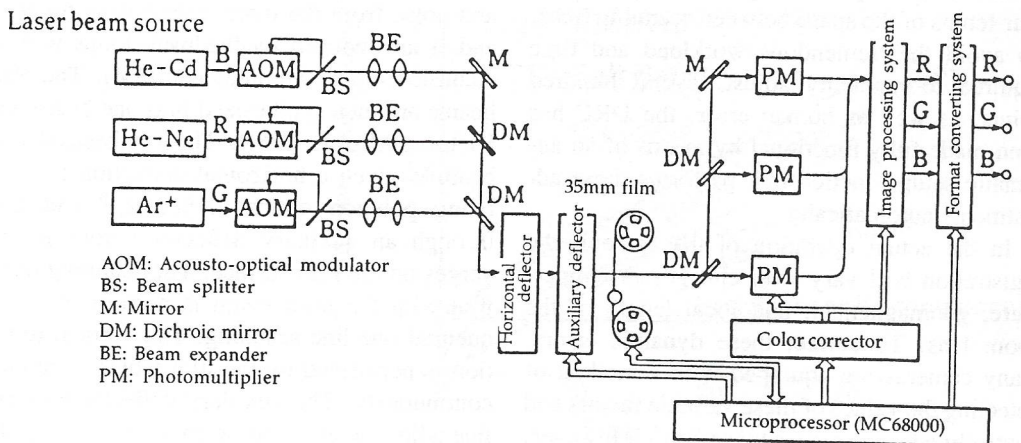 Laser beam source
He-Cd
B
AOM
BS
BE
M
He-Ne
R
AOM
BS
BE
DM
Ar+
G
AOM
BS
BE
DM
AOM: Acousto-optical modulator
BS: Beam splitter
M: Mirror
DM: Dichroic mirror
BE: Beam expander
PM: Photomultiplier
Horizontal
deflector
Auxiliary deflector
35mm film
M
PM
DM
PM
DM
PM
Image processing system
R
G
B
Format converting system
R
G
B
Color corrector
Microprocessor (MC68000)